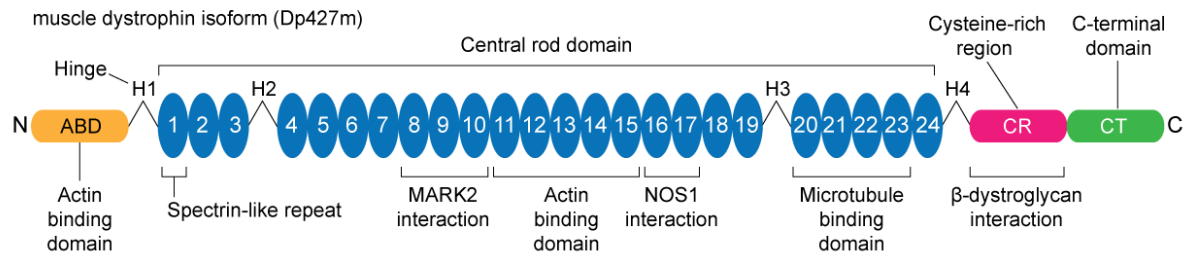 muscle dystrophin isoform (Dp427m)
Cysteine-rich
region
C-terminal
domain
Central rod domain
Hinge
H1
H2
H3
H4
N
ABD
1 2 3 4 5 6 7 8 9 10 11 12 13 14 15 16 17 18 19 20 21 22 23 24
CR
CT
C
Actin
binding
domain
Spectrin-like repeat
MARK2
interaction
Actin
binding
domain
NOS1
interaction
Microtubule
binding
domain
β-dystroglycan
interaction